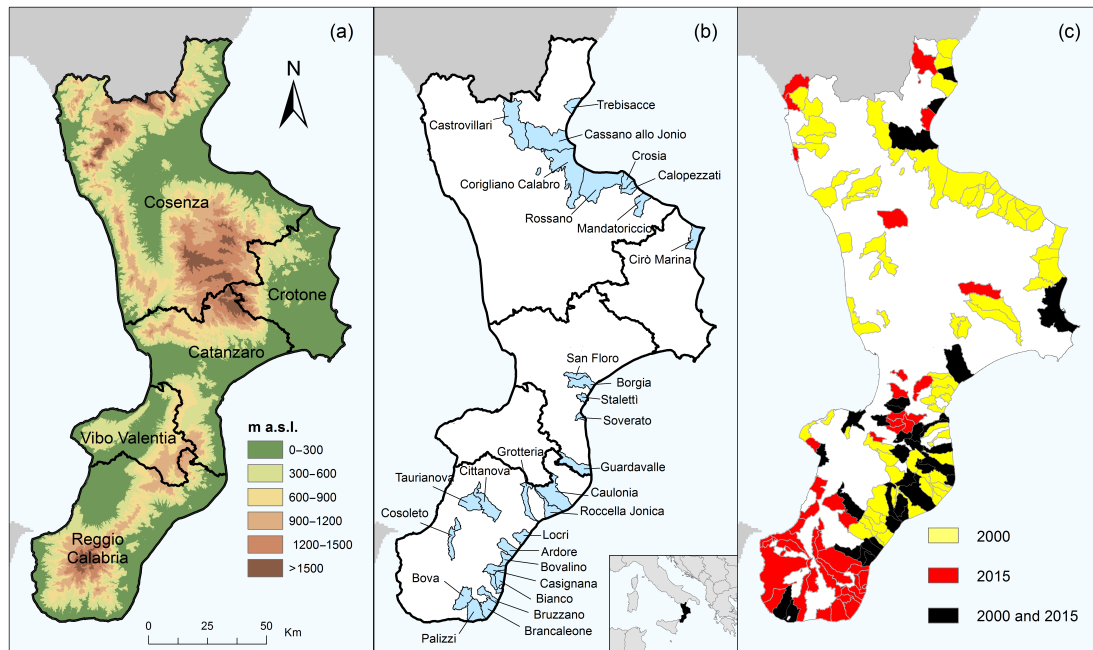 (a)
N
Cosenza
Crotone
Catanzaro
Vibo Valentia
Reggio
Calabria
m a.s.l.
0–300
300–600
600–900
900–1200
1200–1500
>1500
0 25 50
Km
(b)
Trebisacce
Castrovillari
Cassano allo Jonio
Crosia
Corigliano Calabro
Calopezzati
Rossano
Mandatoriccio
Cirò Marina
San Floro
Borgia
Stalettì
Soverato
Grotteria
Guardavalle
Cittanova
Taurianova
Caulonia
Cosoleto
Roccella Jonica
Locri
Ardore
Bovalino
Bova
Casignana
Bianco
Bruzzano
Palizzi
Brancaleone
(c)
2000
2015
2000 and 2015